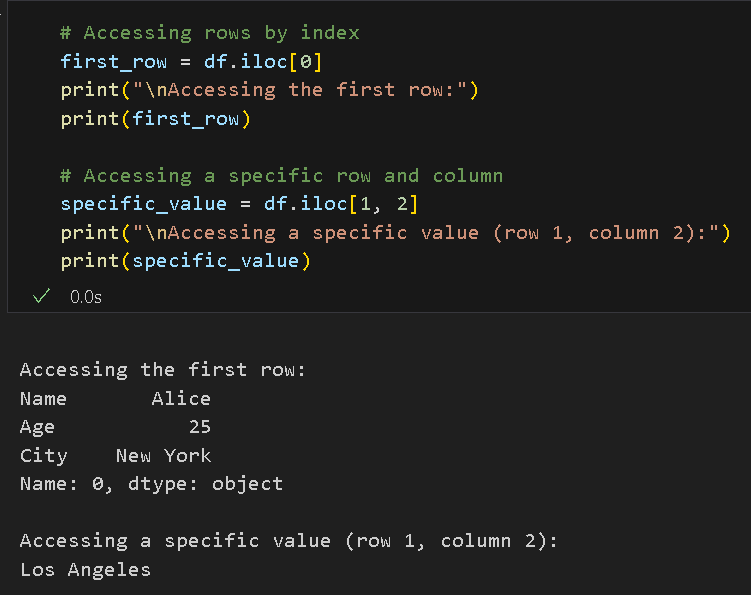 # Accessing rows by index
first_row = df.iloc[0]
print("\nAccessing the first row:")
print(first_row)
# Accessing a specific row and column
specific_value = df.iloc[1, 2]
print("\nAccessing a specific value (row 1, column 2):")
print(specific_value)
0.0s
Accessing the first row:
Name       Alice
Age           25
City    New York
Name: 0, dtype: object
Accessing a specific value (row 1, column 2):
Los Angeles